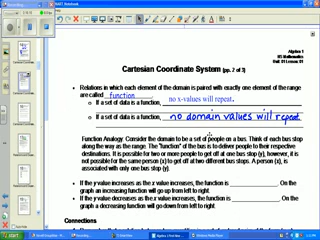 Algebra 1
HS Mathematics
Unit: 01 Lesson: 01
Cartesian Coordinate System (pg. 2 of 3)
• Relations in which each element of the domain is paired with exactly one element of the range
are called function.
o If a set of data is a function, no x-values will repeat.
o If a set of data is a function, no domain values will repeat
Function Analogy: Consider the domain to be a set of people on a bus. Think of each bus stop
along the way as the range. The "function" of the bus is to deliver people to their respective
destinations. It is possible for two or more people to get off at one bus stop (y), however, it is
not possible for the same person (x) to get off at two different bus stops. A person (x), is
associated with only one bus stop (y).
• If the y value increases as the x value increases, the function is ____________. On the
graph an increasing function will go up from left to right
• If the y value decreases as the x value increases, the function is ____________. On the
graph a decreasing function will go down from left to right
Connections
start